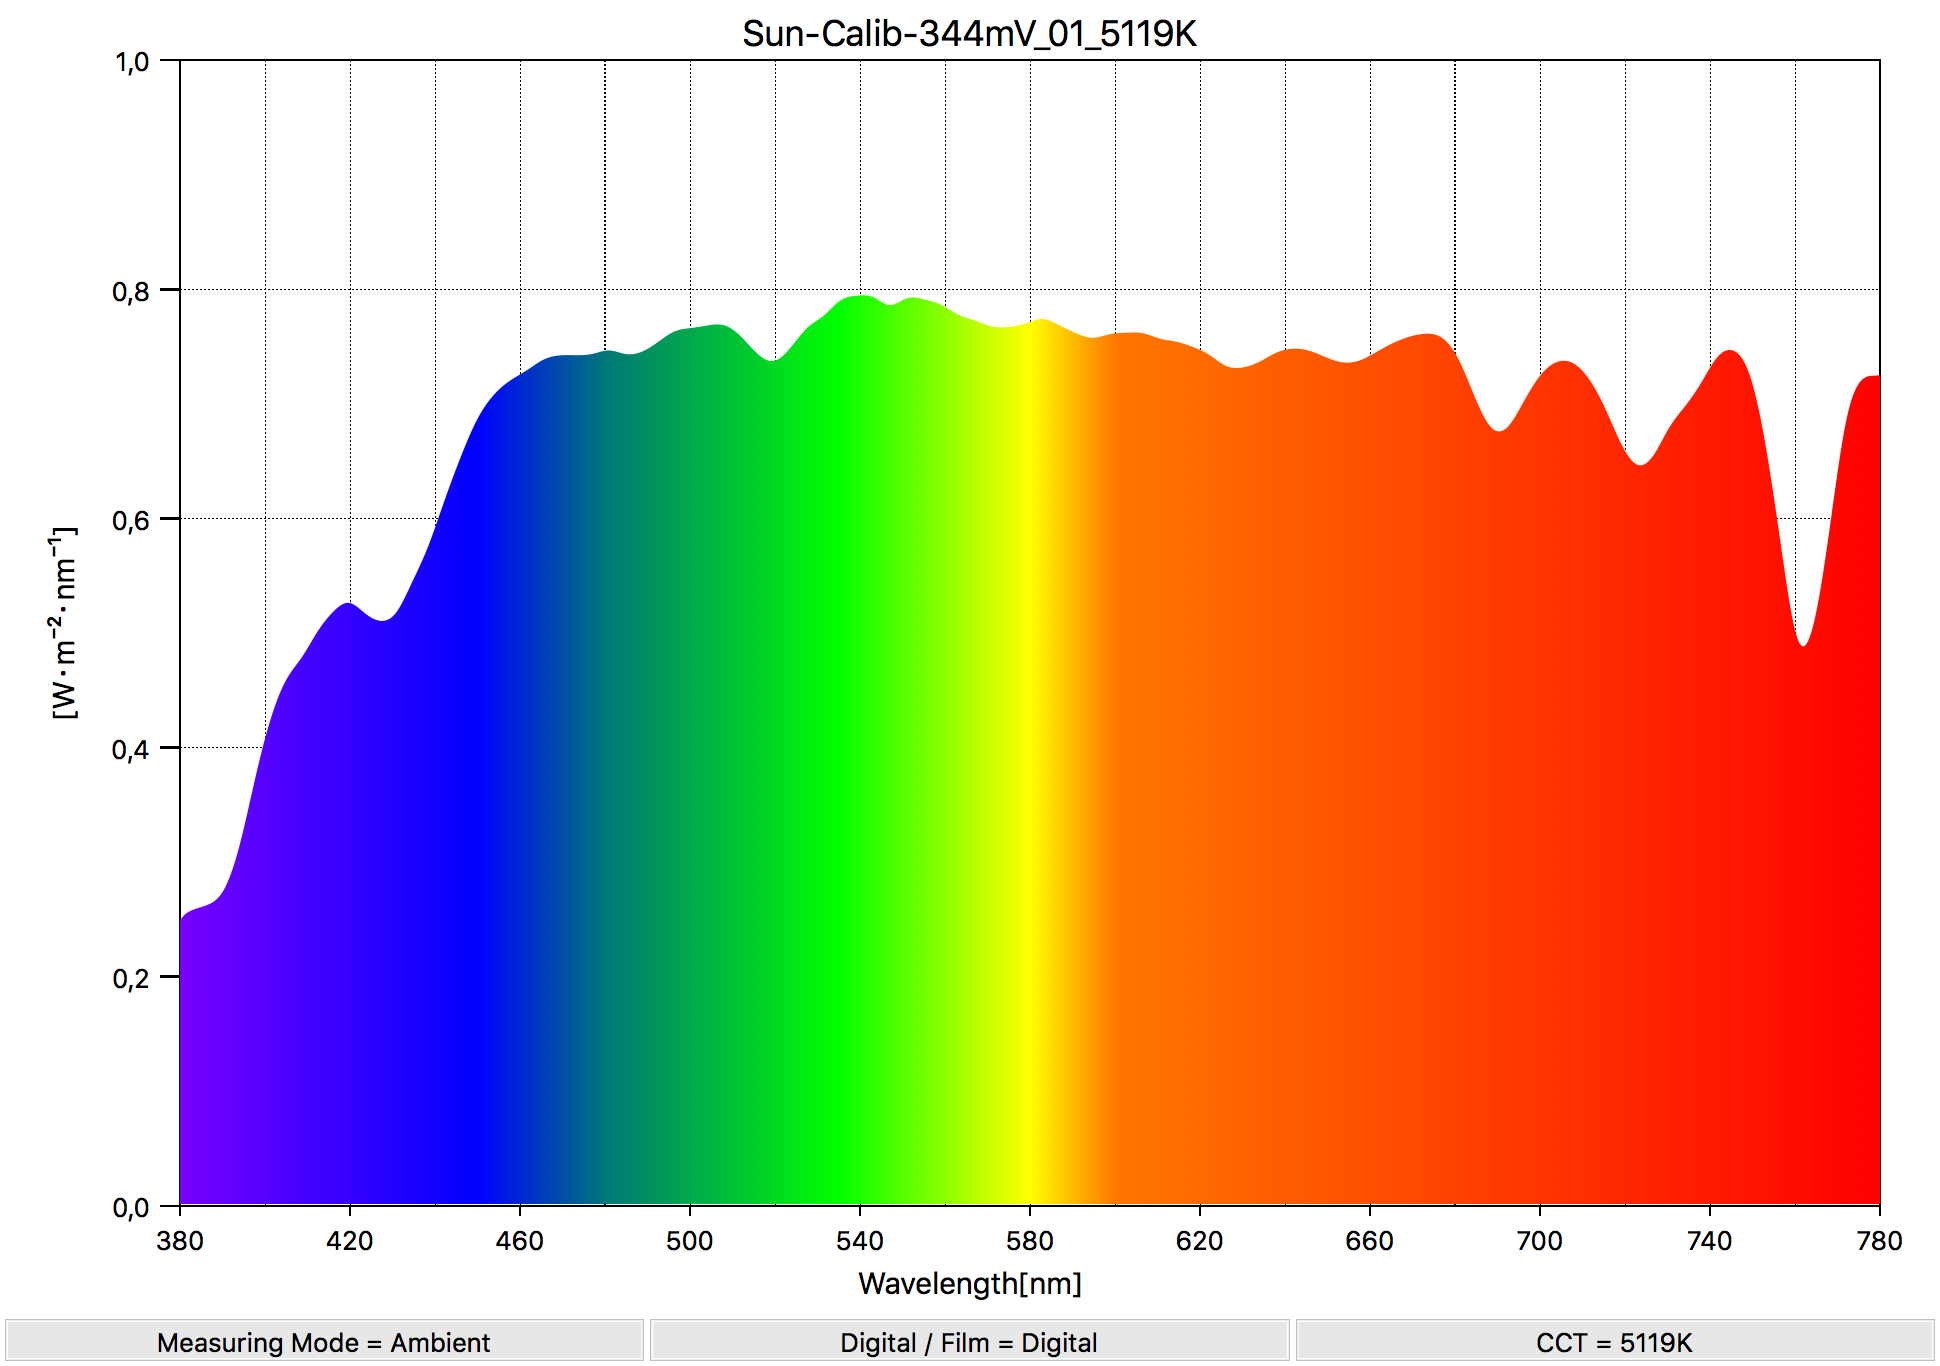 Sun-Calib-344mV_01_5119K
1,0
0,8
0,6
0,4
0,2
0,0
[W·m⁻²·nm⁻¹]
380 420 460 500 540 580 620 660 700 740 780
Wavelength[nm]
Measuring Mode = Ambient
Digital / Film = Digital
CCT = 5119K